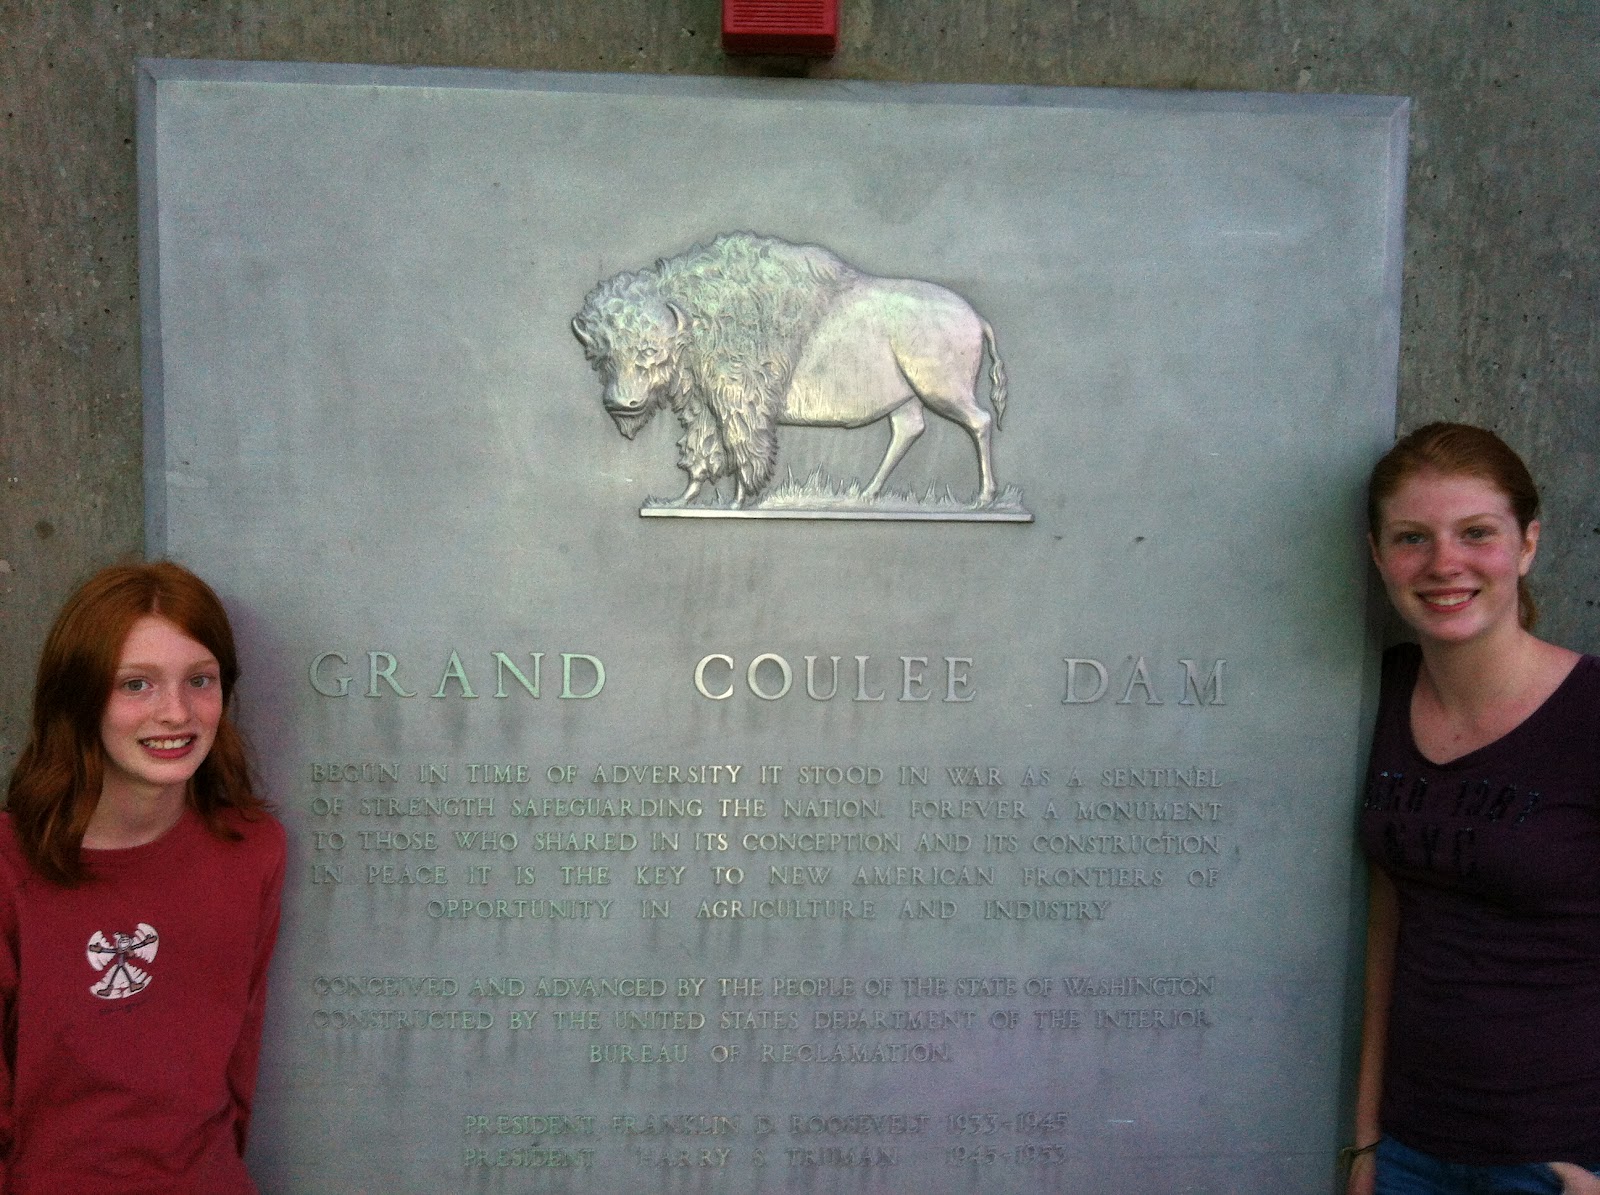 GRAND COULEE DAM
BEGUN IN TIME OF ADVERSITY IT STOOD IN WAR AS A SENTINEL
OF STRENGTH SAFEGUARDING THE NATION. FOREVER A MONUMENT
TO THOSE WHO SHARED IN ITS CONCEPTION AND ITS CONSTRUCTION
IN PEACE IT IS THE KEY TO NEW AMERICAN FRONTIERS OF
OPPORTUNITY IN AGRICULTURE AND INDUSTRY
CONCEIVED AND ADVANCED BY THE PEOPLE OF THE STATE OF WASHINGTON
CONSTRUCTED BY THE UNITED STATES DEPARTMENT OF THE INTERIOR
BUREAU OF RECLAMATION
PRESIDENT FRANKLIN D. ROOSEVELT 1933-1945
PRESIDENT HARRY S. TRUMAN 1945-1953
NYC